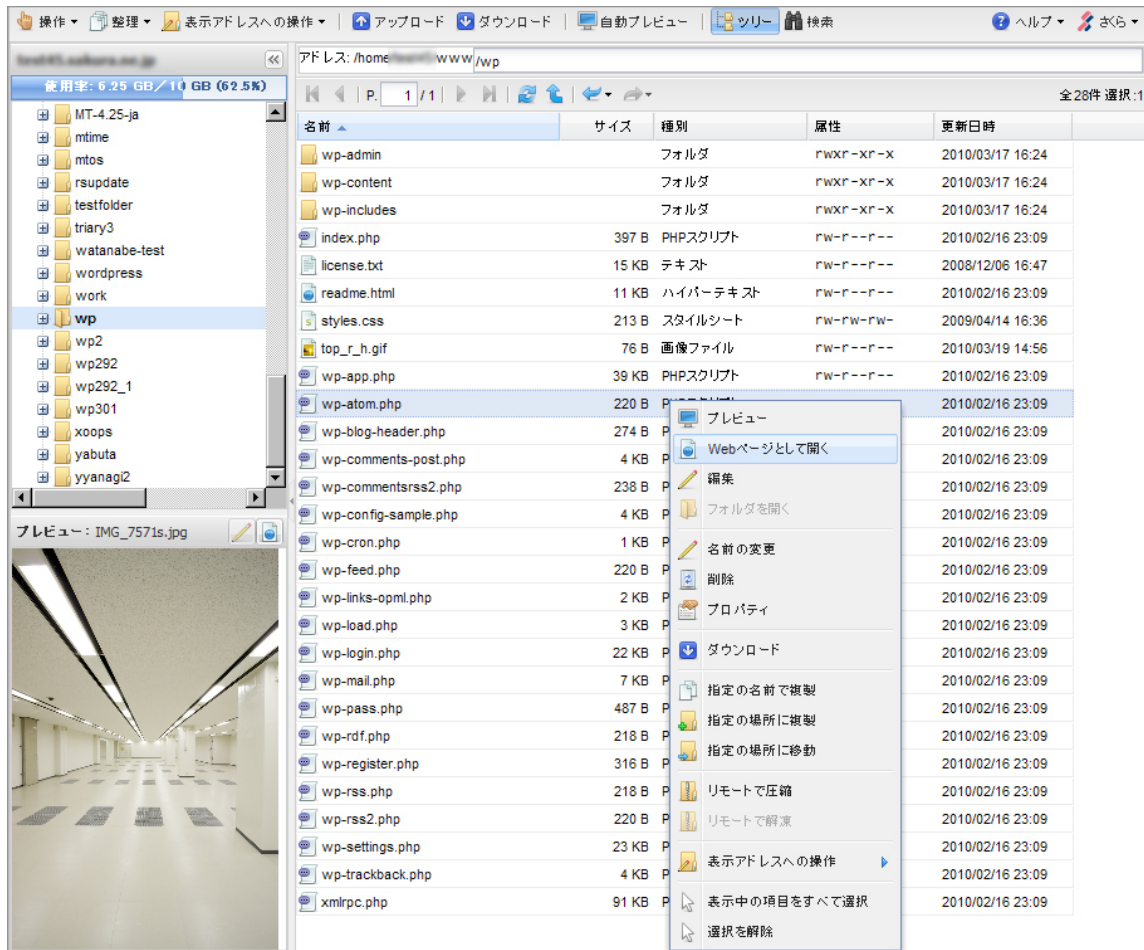 操作 整理 表示アドレスへの操作 アップロード ダウンロード 自動プレビュー ツリー 検索 ヘルプ さくら
アドレス: /home www /wp
使用率: 6.25 GB/10 GB (62.5%)
P. 1 /1 全28件 選択:1
MT-4.25-ja
mtime
mtos
rsupdate
testfolder
triary3
watanabe-test
wordpress
work
wp
wp2
wp292
wp292_1
wp301
xoops
yabuta
yyanagi2
プレビュー: IMG_7571s.jpg
名前 サイズ 種別 属性 更新日時
wp-admin フォルダ rwxr-xr-x 2010/03/17 16:24
wp-content フォルダ rwxr-xr-x 2010/03/17 16:24
wp-includes フォルダ rwxr-xr-x 2010/03/17 16:24
index.php 397 B PHPスクリプト rw-r--r-- 2010/02/16 23:09
license.txt 15 KB テキスト rw-r--r-- 2008/12/06 16:47
readme.html 11 KB ハイパーテキスト rw-r--r-- 2010/02/16 23:09
styles.css 213 B スタイルシート rw-rw-rw- 2009/04/14 16:36
top_r_h.gif 76 B 画像ファイル rw-r--r-- 2010/03/19 14:56
wp-app.php 39 KB PHPスクリプト rw-r--r-- 2010/02/16 23:09
wp-atom.php 220 B 2010/02/16 23:09
wp-blog-header.php 274 B P 2010/02/16 23:09
wp-comments-post.php 4 KB P 2010/02/16 23:09
wp-commentsrss2.php 238 B P 2010/02/16 23:09
wp-config-sample.php 4 KB P 2010/02/16 23:09
wp-cron.php 1 KB P 2010/02/16 23:09
wp-feed.php 220 B P 2010/02/16 23:09
wp-links-opml.php 2 KB P 2010/02/16 23:09
wp-load.php 3 KB P 2010/02/16 23:09
wp-login.php 22 KB P 2010/02/16 23:09
wp-mail.php 7 KB P 2010/02/16 23:09
wp-pass.php 487 B P 2010/02/16 23:09
wp-rdf.php 218 B P 2010/02/16 23:09
wp-register.php 316 B P 2010/02/16 23:09
wp-rss.php 218 B P 2010/02/16 23:09
wp-rss2.php 220 B P 2010/02/16 23:09
wp-settings.php 23 KB P 2010/02/16 23:09
wp-trackback.php 4 KB P 2010/02/16 23:09
xmlrpc.php 91 KB P 2010/02/16 23:09
プレビュー
Webページとして開く
編集
フォルダを開く
名前の変更
削除
プロパティ
ダウンロード
指定の名前で複製
指定の場所に複製
指定の場所に移動
リモートで圧縮
リモートで解凍
表示アドレスへの操作
表示中の項目をすべて選択
選択を解除